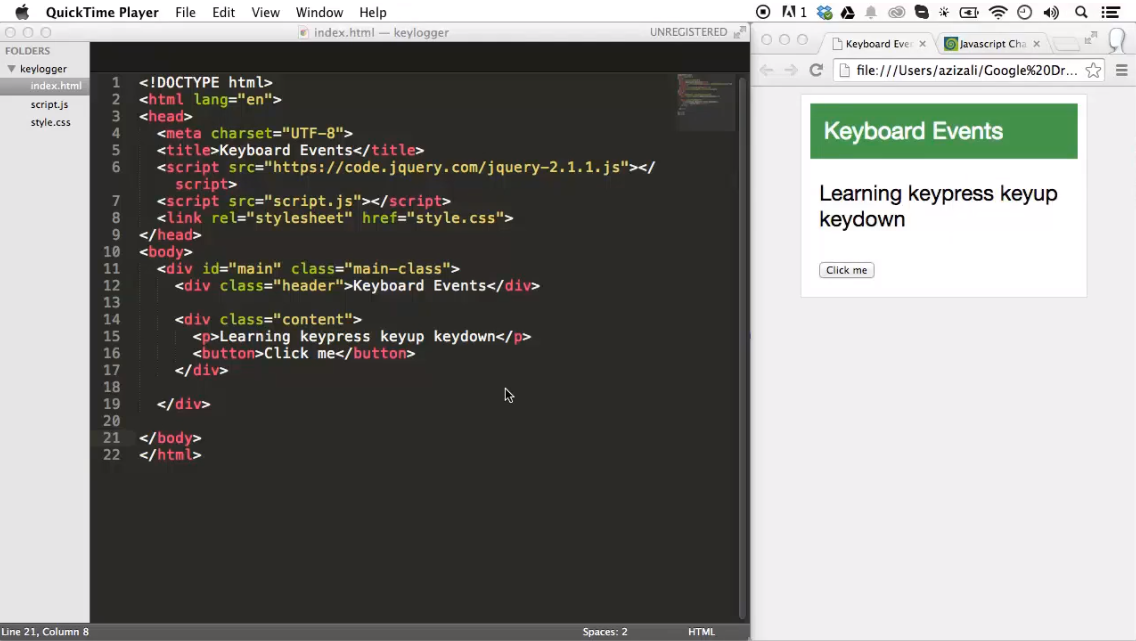 QuickTime Player File Edit View Window Help
1
index.html — keylogger
UNREGISTERED
FOLDERS
keylogger
index.html
script.js
style.css
1 <!DOCTYPE html>
2 <html lang="en">
3 <head>
4 <meta charset="UTF-8">
5 <title>Keyboard Events</title>
6 <script src="https://code.jquery.com/jquery-2.1.1.js"></
script>
7 <script src="script.js"></script>
8 <link rel="stylesheet" href="style.css">
9 </head>
10 <body>
11 <div id="main" class="main-class">
12 <div class="header">Keyboard Events</div>
13
14 <div class="content">
15 <p>Learning keypress keyup keydown</p>
16 <button>Click me</button>
17 </div>
18
19 </div>
20
21 </body>
22 </html>
Line 21, Column 8 Spaces: 2 HTML
Keyboard Eve
Javascript Cha
file:///Users/azizali/Google%20Dr...
Keyboard Events
Learning keypress keyup
keydown
Click me